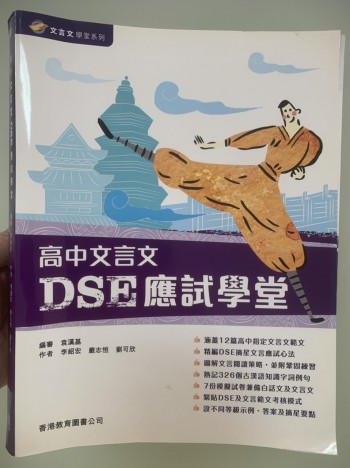 文言文學堂系列
高中文言文
DSE應試學堂
編審 袁漢基
作者 李紹宏 嚴志恒 劉可欣
涵蓋12篇高中指定文言文範文
精編DSE摘星文言應試心法
圖解文言閱讀策略，並附鞏固練習
熟記326個古漢語知識字詞例句
7份模擬試卷兼備白話文及文言文
緊貼DSE及文言範文考核模式
設不同等級示例、答案及摘星要點
香港教育圖書公司